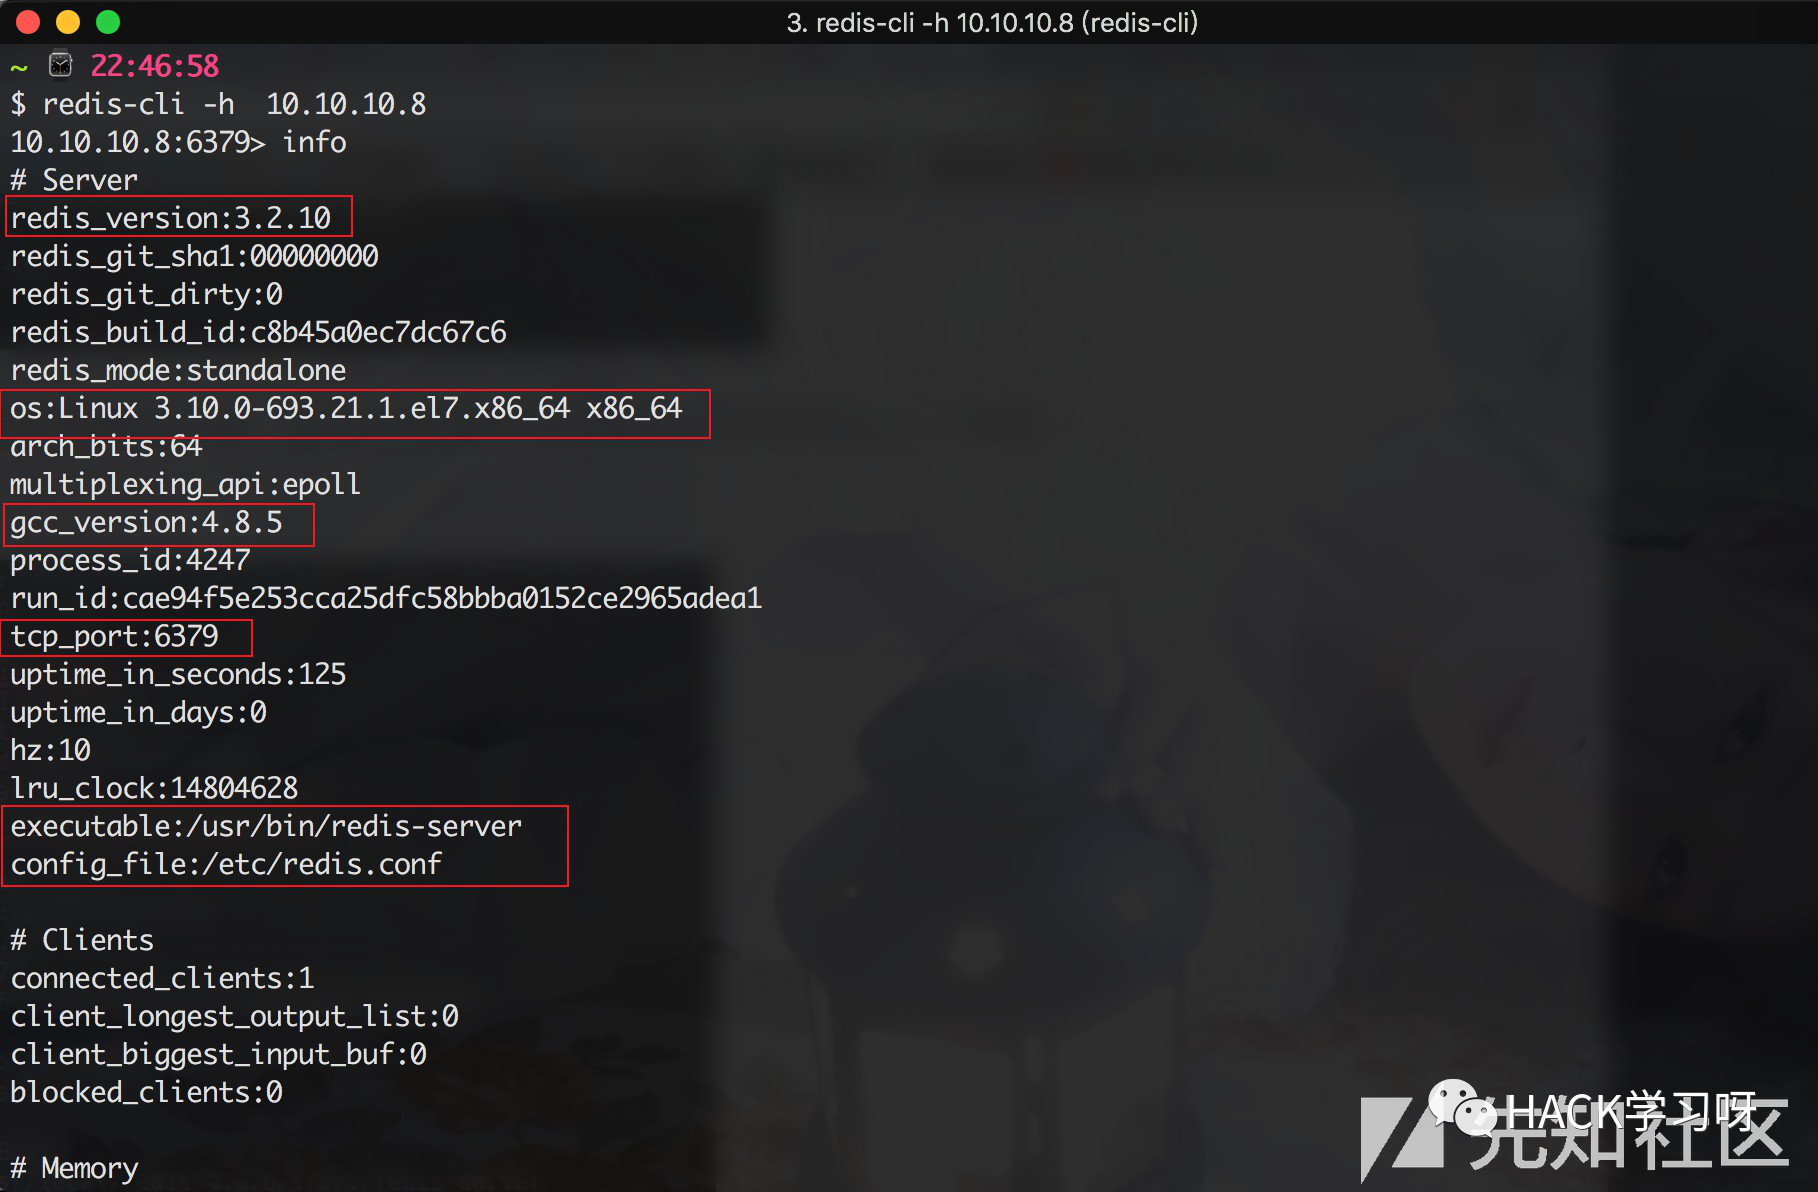 3. redis-cli -h 10.10.10.8 (redis-cli)
~ 22:46:58
$ redis-cli -h  10.10.10.8
10.10.10.8:6379> info
# Server
redis_version:3.2.10
redis_git_sha1:00000000
redis_git_dirty:0
redis_build_id:c8b45a0ec7dc67c6
redis_mode:standalone
os:Linux 3.10.0-693.21.1.el7.x86_64 x86_64
arch_bits:64
multiplexing_api:epoll
gcc_version:4.8.5
process_id:4247
run_id:cae94f5e253cca25dfc58bbba0152ce2965adea1
tcp_port:6379
uptime_in_seconds:125
uptime_in_days:0
hz:10
lru_clock:14804628
executable:/usr/bin/redis-server
config_file:/etc/redis.conf
# Clients
connected_clients:1
client_longest_output_list:0
client_biggest_input_buf:0
blocked_clients:0
# Memory
HACK学习呀
先知社区